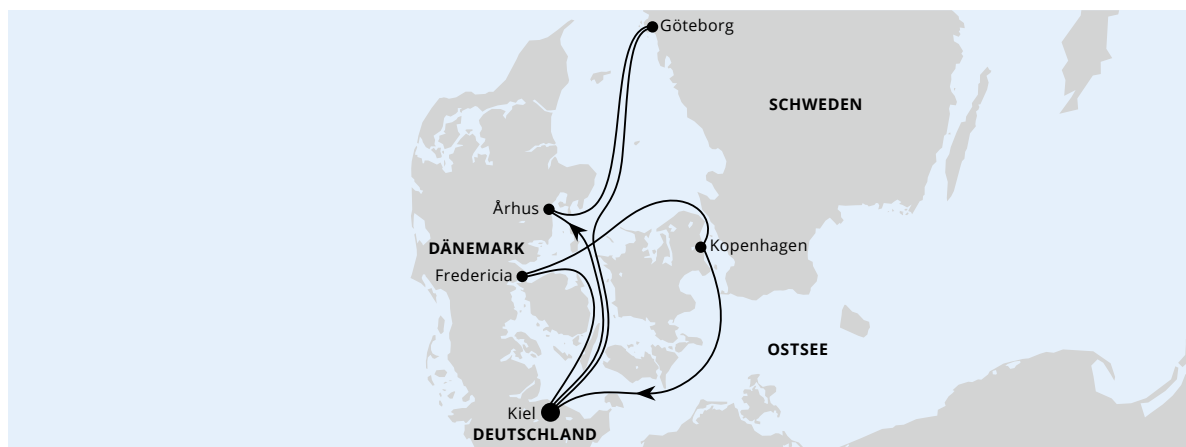 Göteborg
SCHWEDEN
Århus
DÄNEMARK
Kopenhagen
Fredericia
OSTSEE
Kiel
DEUTSCHLAND